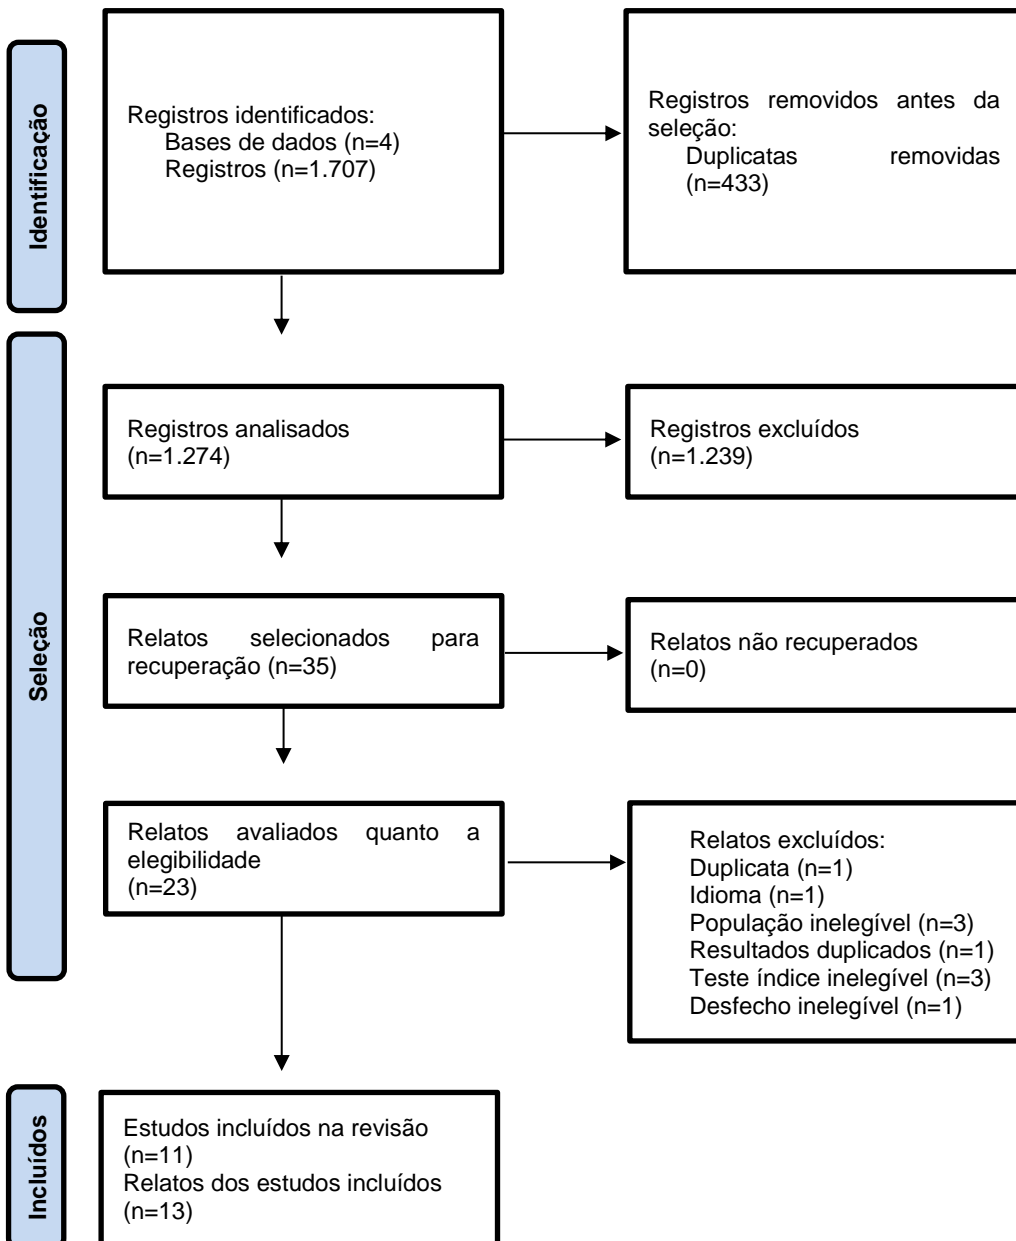 Identificação
Registros identificados:
Bases de dados (n=4)
Registros (n=1.707)
Registros removidos antes da
seleção:
Duplicatas removidas
(n=433)
Seleção
Registros analisados
(n=1.274)
Registros excluídos
(n=1.239)
Relatos selecionados para
recuperação (n=35)
Relatos não recuperados
(n=0)
Relatos avaliados quanto a
elegibilidade
(n=23)
Relatos excluídos:
Duplicata (n=1)
Idioma (n=1)
População inelegível (n=3)
Resultados duplicados (n=1)
Teste índice inelegível (n=3)
Desfecho inelegível (n=1)
Incluídos
Estudos incluídos na revisão
(n=11)
Relatos dos estudos incluídos
(n=13)